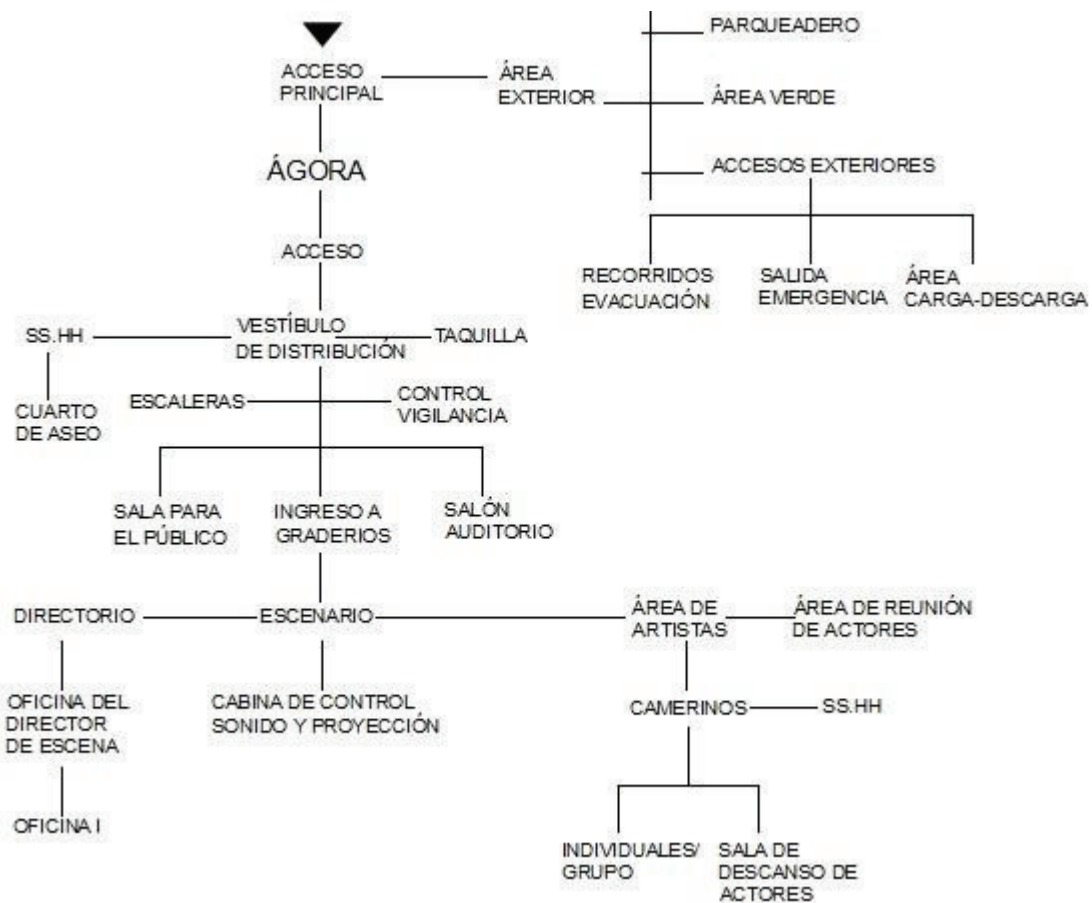 PARQUEADERO
ACCESO
PRINCIPAL
ÁREA
EXTERIOR
ÁREA VERDE
ÁGORA
ACCESOS EXTERIORES
ACCESO
RECORRIDOS
EVACUACIÓN
SALIDA
EMERGENCIA
ÁREA
CARGA-DESCARGA
SS.HH
VESTÍBULO
DE DISTRIBUCIÓN
TAQUILLA
CUARTO
DE ASEO
ESCALERAS
CONTROL
VIGILANCIA
SALA PARA
EL PÚBLICO
INGRESO A
GRADERIOS
SALÓN
AUDITORIO
DIRECTORIO
ESCENARIO
ÁREA DE
ARTISTAS
ÁREA DE REUNIÓN
DE ACTORES
OFICINA DEL
DIRECTOR
DE ESCENA
CABINA DE CONTROL
SONIDO Y PROYECCIÓN
CAMERINOS
SS.HH
OFICINA I
INDIVIDUALES/
GRUPO
SALA DE
DESCANSO DE
ACTORES